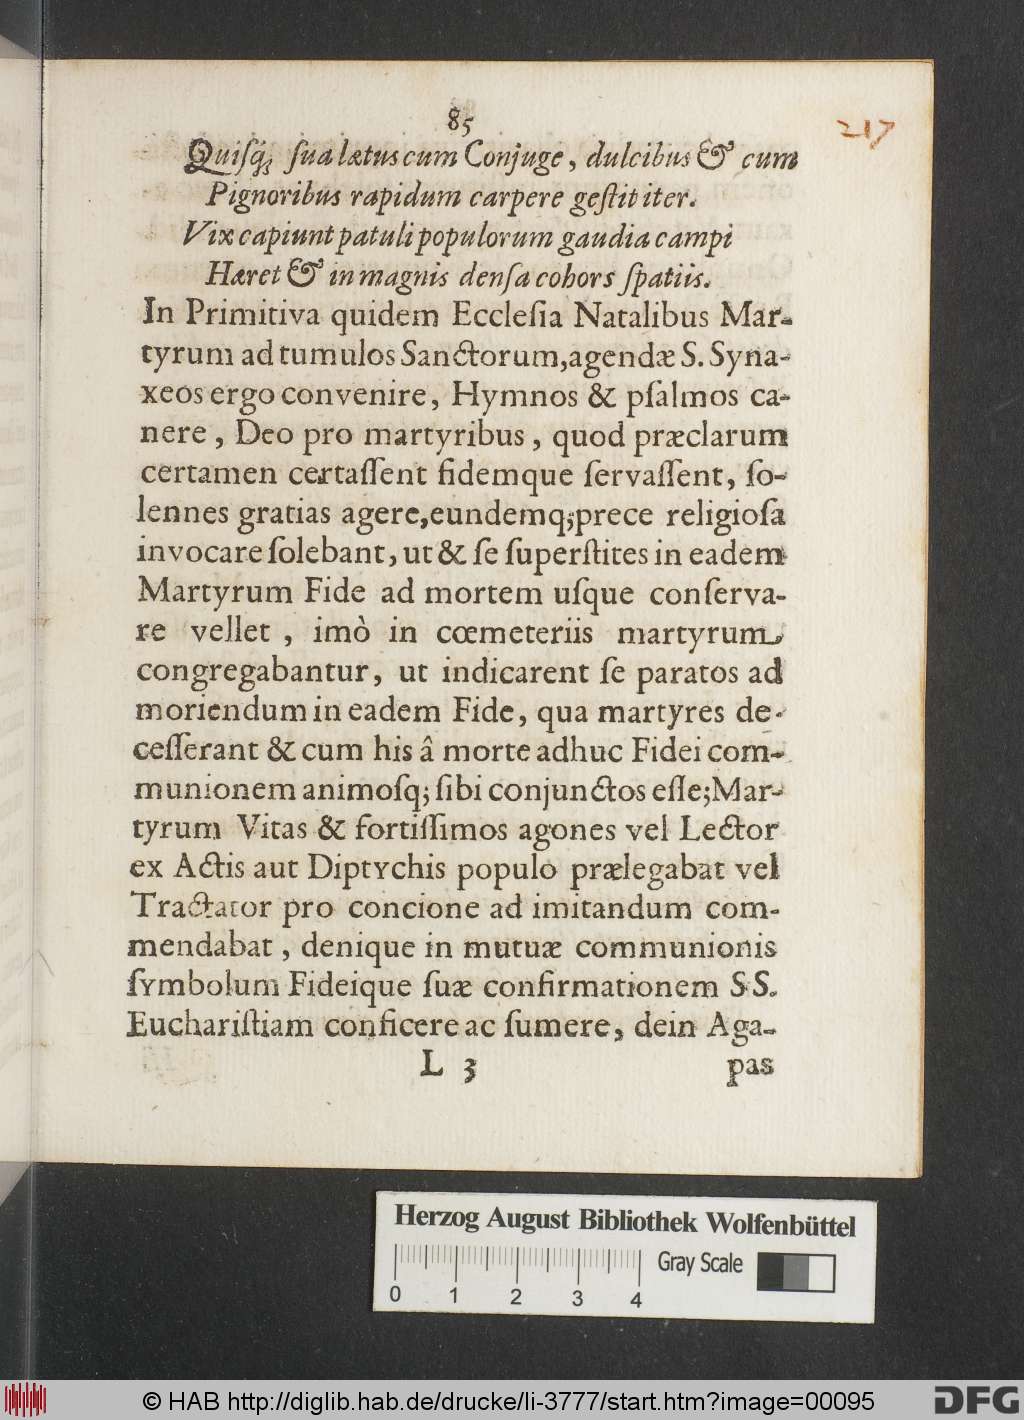 85
217
Quiſq; ſua lætus cum Conjuge, dulcibus & cum
Pignoribus rapidum carpere geſtit iter.
Vix capiunt patuli populorum gaudia campi
Hæret & in magnis denſa cohors ſpatiis.
In Primitiva quidem Eccleſia Natalibus Mar-
tyrum ad tumulos Sanctorum, agendæ S. Syna-
xeos ergo convenire, Hymnos & pſalmos ca-
nere, Deo pro martyribus, quod præclarum
certamen certaſſent fidemque ſervaſſent, ſo-
lennes gratias agere, eundemq; prece religioſa
invocare ſolebant, ut & ſe ſuperſtites in eadem
Martyrum Fide ad mortem uſque conſerva-
re vellet, imò in cœmeteriis martyrum
congregabantur, ut indicarent ſe paratos ad
moriendum in eadem Fide, qua martyres de-
ceſſerant & cum his â morte adhuc Fidei com-
munionem animoſq; ſibi conjunctos eſſe; Mar-
tyrum Vitas & fortiſſimos agones vel Lector
ex Actis aut Diptychis populo prælegabat vel
Tractator pro concione ad imitandum com-
mendabat, denique in mutuæ communionis
ſymbolum Fideique ſuæ confirmationem SS.
Euchariſtiam conficere ac ſumere, dein Aga-
L 3
pas
Herzog August Bibliothek Wolfenbüttel
Gray Scale
0 1 2 3 4
© HAB http://diglib.hab.de/drucke/li-3777/start.htm?image=00095
DFG